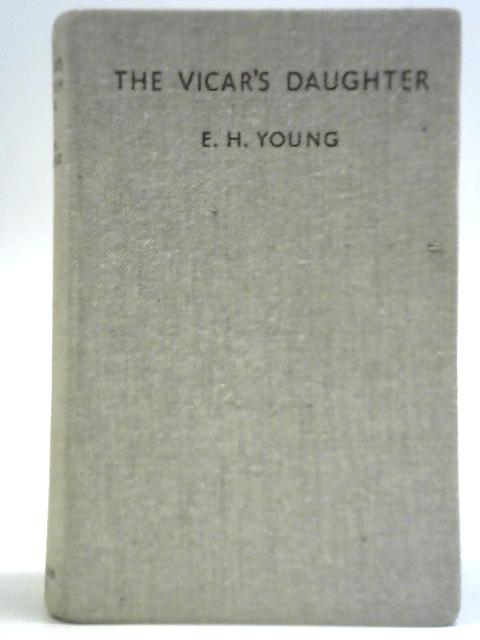 THE VICAR'S DAUGHTER
E. H. YOUNG